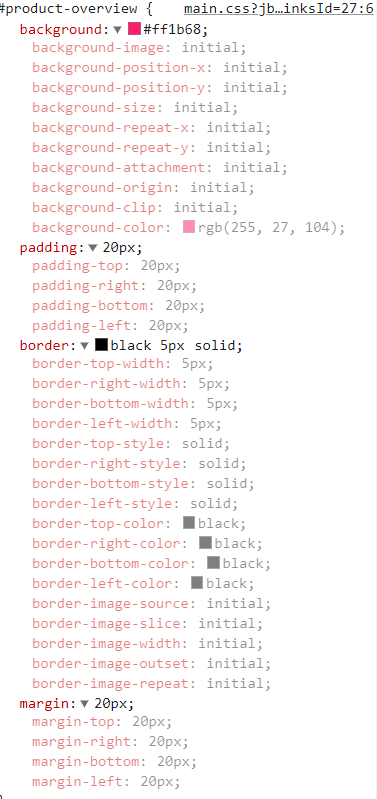 #product-overview { main.css?jb…inksId=27:6
background: #ff1b68;
background-image: initial;
background-position-x: initial;
background-position-y: initial;
background-size: initial;
background-repeat-x: initial;
background-repeat-y: initial;
background-attachment: initial;
background-origin: initial;
background-clip: initial;
background-color: rgb(255, 27, 104);
padding: 20px;
padding-top: 20px;
padding-right: 20px;
padding-bottom: 20px;
padding-left: 20px;
border: black 5px solid;
border-top-width: 5px;
border-right-width: 5px;
border-bottom-width: 5px;
border-left-width: 5px;
border-top-style: solid;
border-right-style: solid;
border-bottom-style: solid;
border-left-style: solid;
border-top-color: black;
border-right-color: black;
border-bottom-color: black;
border-left-color: black;
border-image-source: initial;
border-image-slice: initial;
border-image-width: initial;
border-image-outset: initial;
border-image-repeat: initial;
margin: 20px;
margin-top: 20px;
margin-right: 20px;
margin-bottom: 20px;
margin-left: 20px;